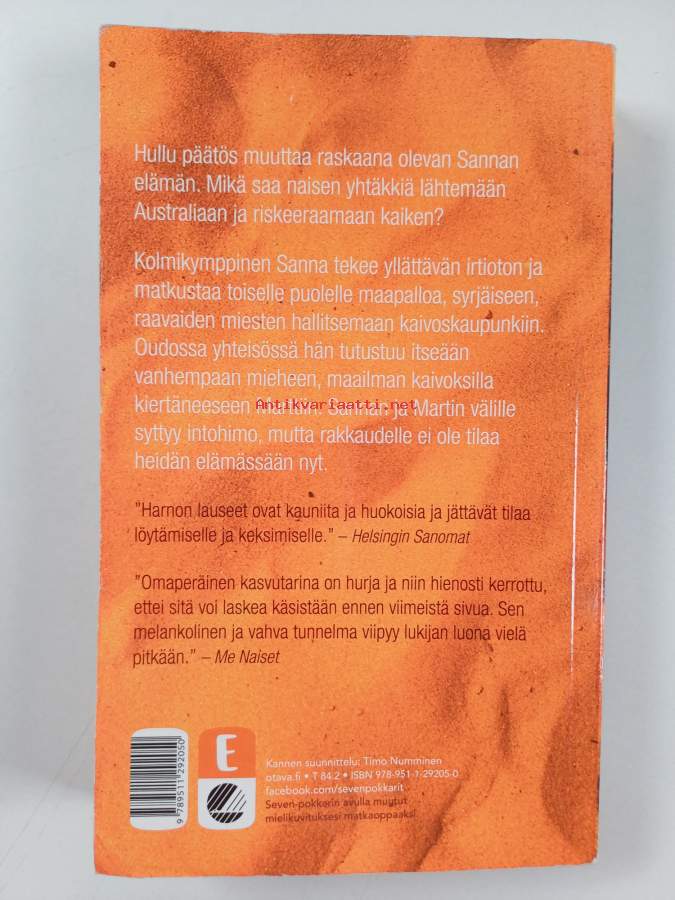 Hullu päätös muuttaa raskaana olevan Sannan
elämän. Mikä saa naisen yhtäkkiä lähtemään
Australiaan ja riskeeraamaan kaiken?
Kolmikymppinen Sanna tekee yllättävän irtioton ja
matkustaa toiselle puolelle maapalloa, syrjäiseen,
raavaiden miesten hallitsemaan kaivoskaupunkiin.
Oudossa yhteisössä hän tutustuu itseään
vanhempaan mieheen, maailman kaivoksilla
kiertäneeseen Martiin. Sannan ja Martin välille
Antikvariaatti.net
syttyy intohimo, mutta rakkaudelle ei ole tilaa
heidän elämässään nyt.
"Harnon lauseet ovat kauniita ja huokoisia ja jättävät tilaa
löytämiselle ja keksimiselle." – Helsingin Sanomat
"Omaperäinen kasvutarina on hurja ja niin hienosti kerrottu,
ettei sitä voi laskea käsistään ennen viimeistä sivua. Sen
melankolinen ja vahva tunnelma viipyy lukijan luona vielä
pitkään." – Me Naiset
9 789511 292050
E
Kannen suunnittelu: Timo Numminen
otava.fi • T 84.2 • ISBN 978-951-1-29205-0
facebook.com/sevenpokkarit
Seven-pokkarin avulla muutut
mielikuvituksesi matkaoppaaksi